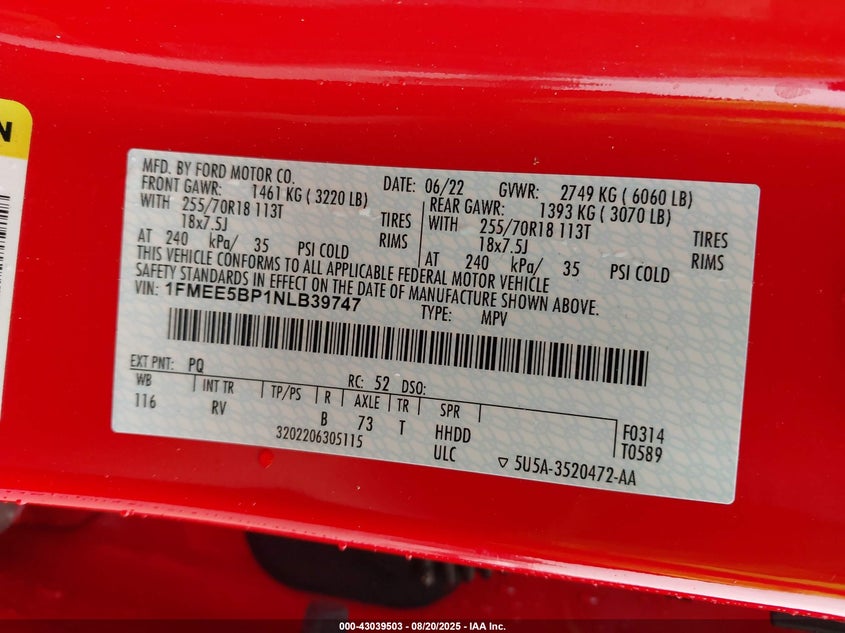 N
MFD. BY FORD MOTOR CO.
DATE: 06/22 GVWR: 2749 KG ( 6060 LB)
FRONT GAWR: 1461 KG ( 3220 LB) REAR GAWR: 1393 KG ( 3070 LB)
WITH 255/70R18 113T TIRES WITH 255/70R18 113T TIRES
18x7.5J RIMS 18x7.5J RIMS
AT 240 kPa/ 35 PSI COLD AT 240 kPa/ 35 PSI COLD
THIS VEHICLE CONFORMS TO ALL APPLICABLE FEDERAL MOTOR VEHICLE
SAFETY STANDARDS IN EFFECT ON THE DATE OF MANUFACTURE SHOWN ABOVE.
VIN: 1FMEE5BP1NLB39747
TYPE: MPV
EXT PNT: PQ RC: 52 DSO:
WB INT TR TP/PS R AXLE TR SPR
116 RV B 73 T HHDD F0314
3202206305115 ULC T0589
▽ 5U5A-3520472-AA
000-43039503 - 08/20/2025 - IAA Inc.